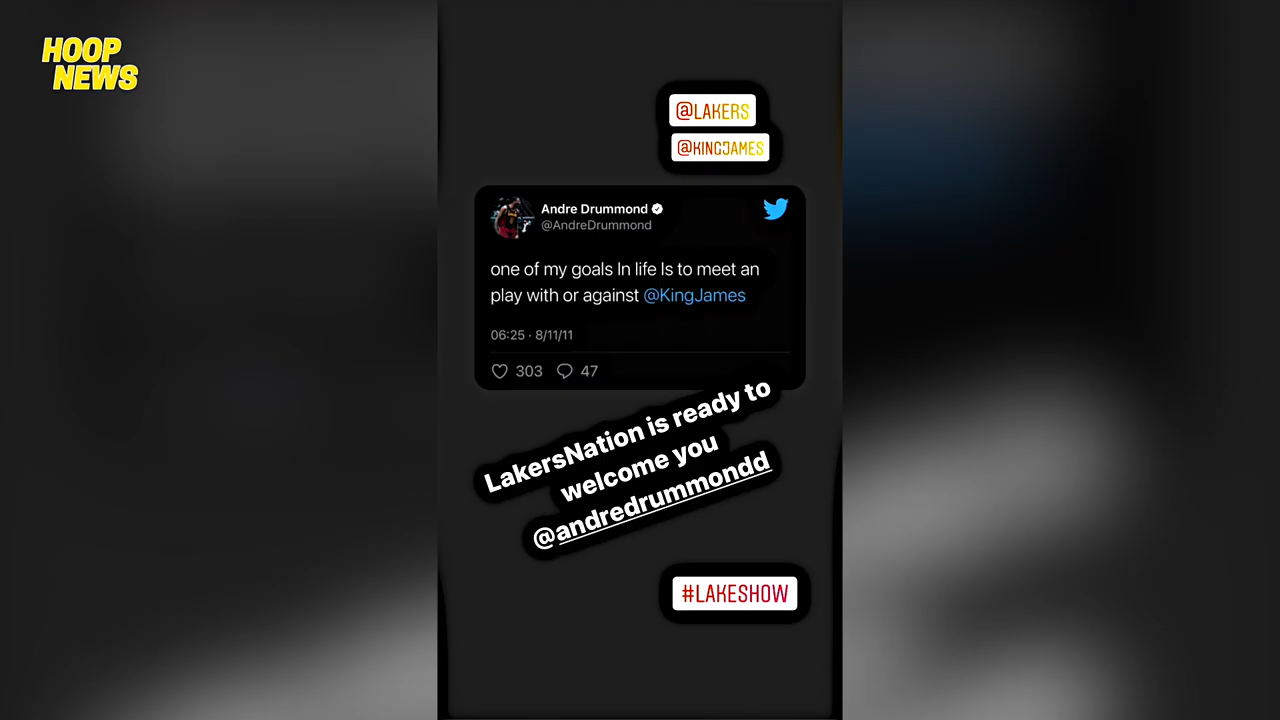 HOOP
NEWS
@LAKERS
@KINGJAMES
Andre Drummond
@AndreDrummond
one of my goals In life Is to meet an
play with or against @KingJames
06:25 · 8/11/11
303 47
LakersNation is ready to
welcome you
@andredrummondd
#LAKESHOW